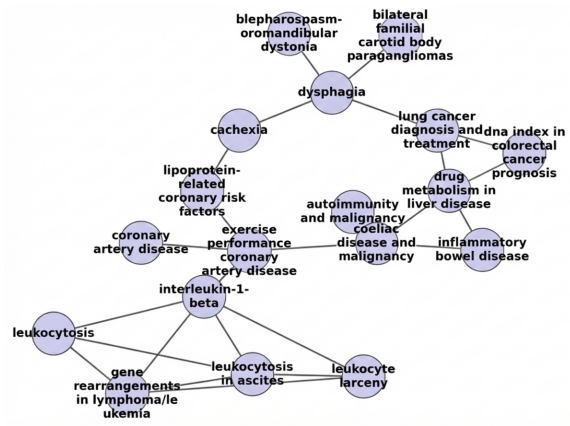 blepharospasm-
oromandibular
dystonia
bilateral
familial
carotid body
paragangliomas
dysphagia
cachexia
lung cancer
diagnosis and
treatment
dna index in
colorectal
cancer
prognosis
lipoprotein-
related
coronary risk
factors
drug
metabolism in
liver disease
autoimmunity
and malignancy
coronary
artery disease
exercise
performance
coronary
artery disease
coeliac
disease and
malignancy
inflammatory
bowel disease
interleukin-1-
beta
leukocytosis
gene
rearrangements
in lymphoma/le
ukemia
leukocytosis
in ascites
leukocyte
larceny